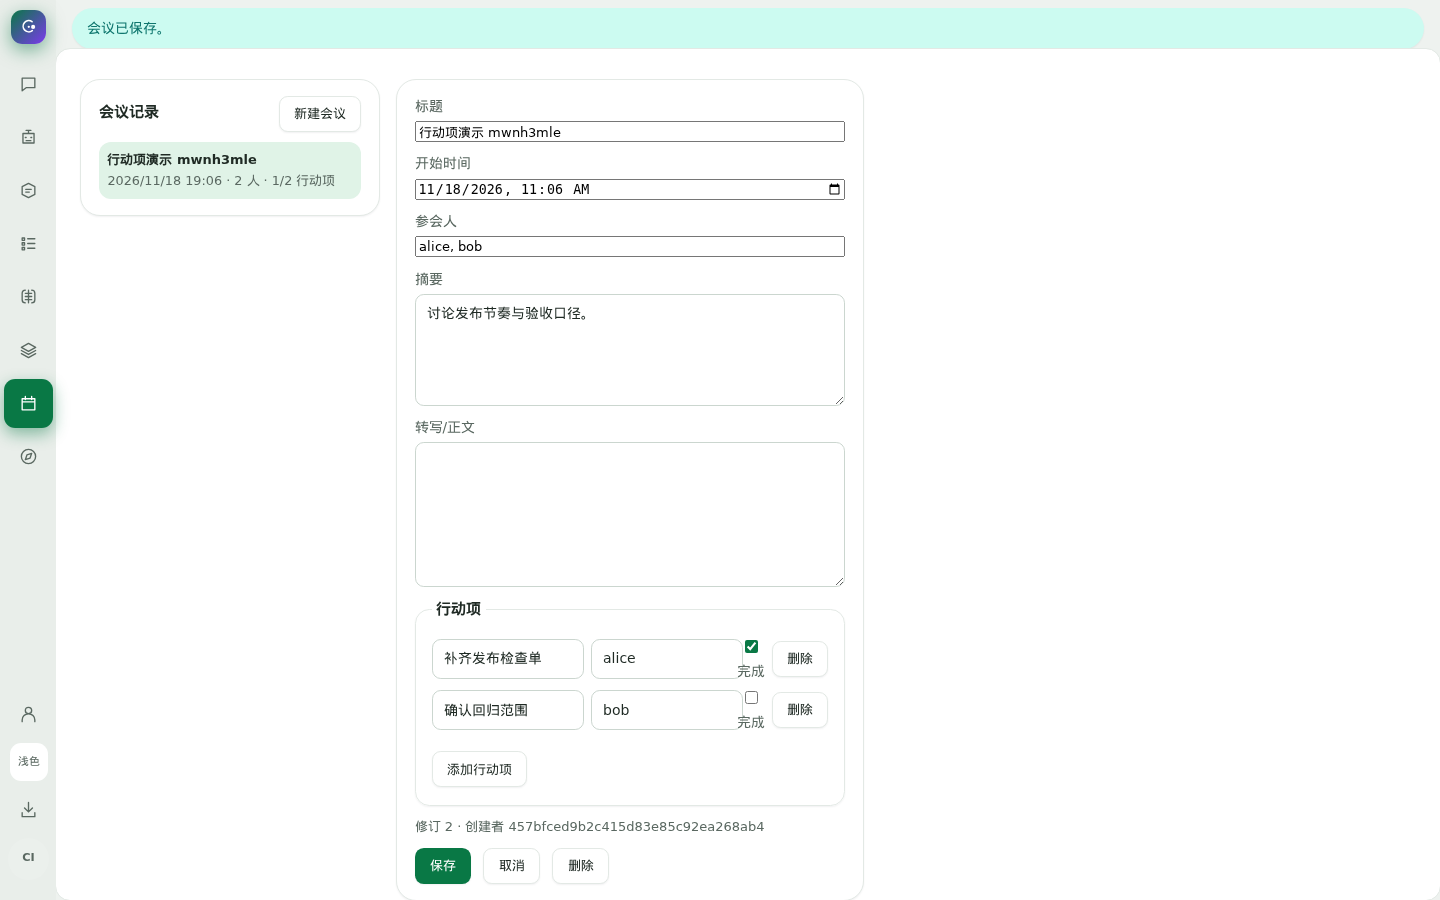 会议已保存。
会议记录
新建会议
行动项演示 mwnh3mle
2026/11/18 19:06 · 2 人 · 1/2 行动项
标题
行动项演示 mwnh3mle
开始时间
11/18/2026, 11:06 AM
参会人
alice, bob
摘要
讨论发布节奏与验收口径。
转写/正文
行动项
补齐发布检查单
alice
完成
删除
确认回归范围
bob
完成
删除
添加行动项
修订 2 · 创建者 457bfced9b2c415d83e85c92ea268ab4
保存
取消
删除
浅色
CI